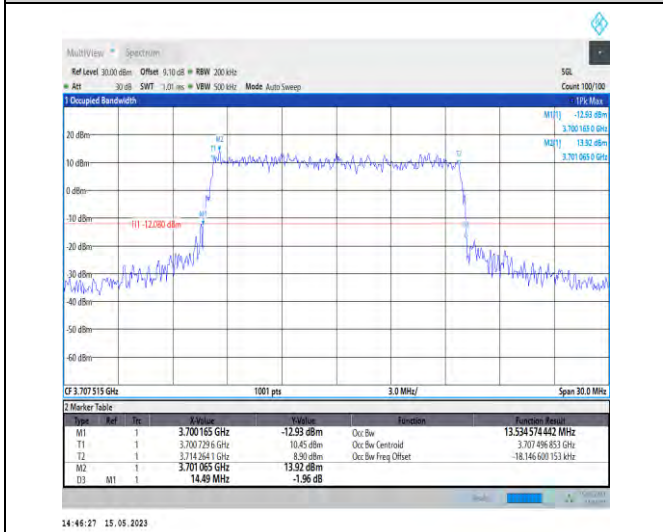 MultiView Spectrum
Ref Level 30.00 dBm Offset 9.10 dB RBW 200 kHz SGL
Att 30 dB SWT 1.01 ms VBW 500 kHz Mode Auto Sweep Count 100/100
1 Occupied Bandwidth 1Pk Max
M1[1] -12.93 dBm
3.700 165 0 GHz
M2[1] 13.92 dBm
3.701 065 0 GHz
20 dBm
M2
T1
T2
10 dBm
0 dBm
-10 dBm
M1
H1 -12.080 dBm
-20 dBm
-30 dBm
-40 dBm
-50 dBm
-60 dBm
CF 3.707 515 GHz 1001 pts 3.0 MHz/ Span 30.0 MHz
2 Marker Table
Type Ref Trc X-Value Y-Value Function Function Result
M1 1 3.700 165 GHz -12.93 dBm Occ Bw 13.534 574 442 MHz
T1 1 3.700 729 6 GHz 10.45 dBm Occ Bw Centroid 3.707 496 853 GHz
T2 1 3.714 264 1 GHz 8.90 dBm Occ Bw Freq Offset -18.146 600 153 kHz
M2 1 3.701 065 GHz 13.92 dBm
D3 M1 1 14.49 MHz -1.96 dB
14:46:27 15.05.2023